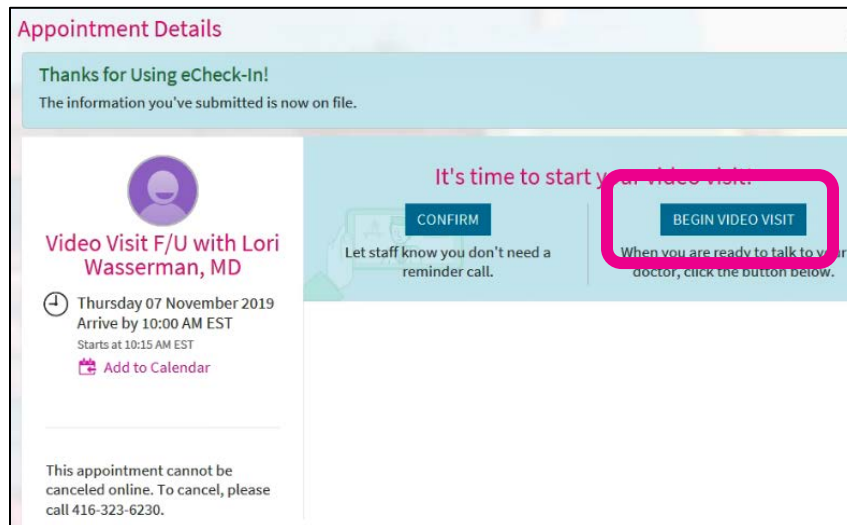 Appointment Details
Thanks for Using eCheck-In!
The information you've submitted is now on file.
Video Visit F/U with Lori
Wasserman, MD
Thursday 07 November 2019
Arrive by 10:00 AM EST
Starts at 10:15 AM EST
Add to Calendar
This appointment cannot be
canceled online. To cancel, please
call 416-323-6230.
It's time to start your video visit!
CONFIRM
Let staff know you don't need a
reminder call.
BEGIN VIDEO VISIT
When you are ready to talk to your
doctor, click the button below.